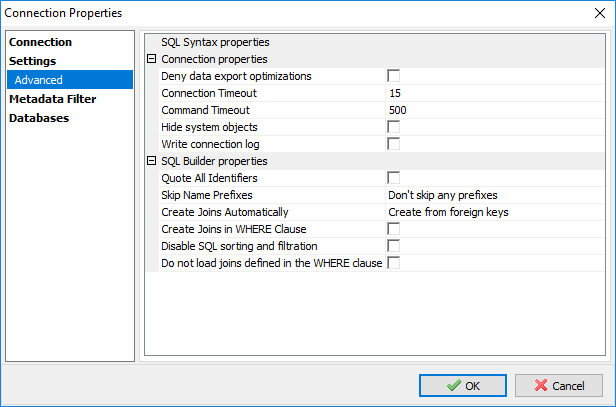 Connection Properties
Connection
Settings
Advanced
Metadata Filter
Databases
SQL Syntax properties
Connection properties
Deny data export optimizations
Connection Timeout 15
Command Timeout 500
Hide system objects
Write connection log
SQL Builder properties
Quote All Identifiers
Skip Name Prefixes Don't skip any prefixes
Create Joins Automatically Create from foreign keys
Create Joins in WHERE Clause
Disable SQL sorting and filtration
Do not load joins defined in the WHERE clause
OK Cancel